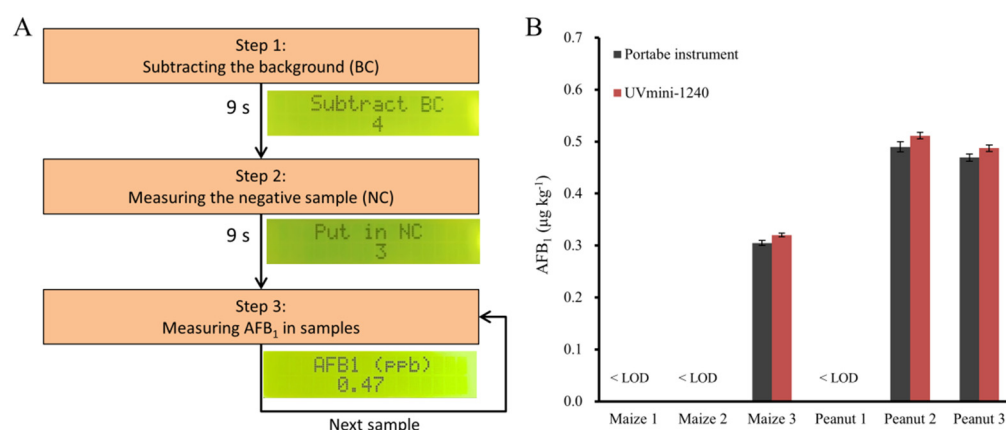 A
Step 1:
Subtracting the background (BC)
9 s
Subtract BC
4
Step 2:
Measuring the negative sample (NC)
9 s
Put in NC
3
Step 3:
Measuring AFB₁ in samples
AFB1 (ppb)
0.47
Next sample
B
0.7
0.6
0.5
0.4
0.3
0.2
0.1
0.0
AFB₁ (µg kg⁻¹)
Portabe instrument
UVmini-1240
< LOD
< LOD
< LOD
Maize 1
Maize 2
Maize 3
Peanut 1
Peanut 2
Peanut 3